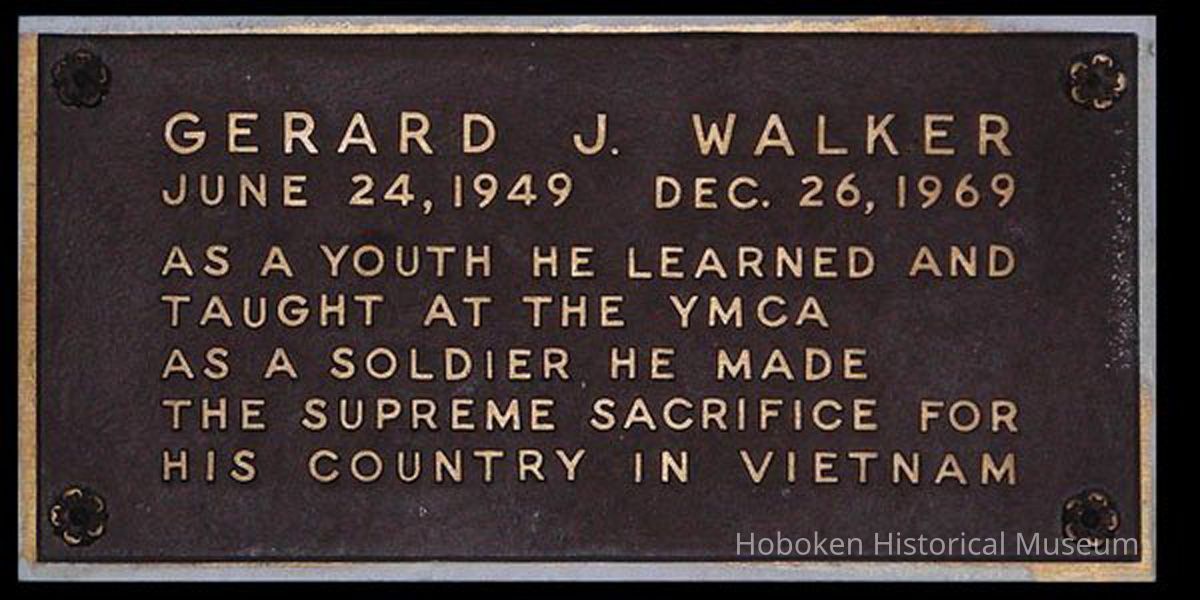 GERARD J. WALKER
JUNE 24, 1949 DEC. 26, 1969
AS A YOUTH HE LEARNED AND
TAUGHT AT THE YMCA
AS A SOLDIER HE MADE
THE SUPREME SACRIFICE FOR
HIS COUNTRY IN VIETNAM
Hoboken Historical Museum